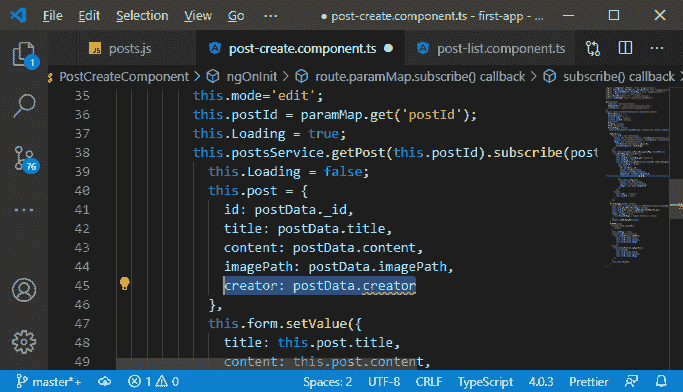 File Edit Selection View Go ··· ● post-create.component.ts - first-app - ...
JS posts.js post-create.component.ts ● post-list.component.ts ···
PostCreateComponent > ngOnInit > route.paramMap.subscribe() callback > subscribe() callback
35 this.mode='edit';
36 this.postId = paramMap.get('postId');
37 this.Loading = true;
38 this.postsService.getPost(this.postId).subscribe(post
39 this.Loading = false;
40 this.post = {
41 id: postData._id,
42 title: postData.title,
43 content: postData.content,
44 imagePath: postData.imagePath,
45 creator: postData.creator
46 },
47 this.form.setValue({
48 title: this.post.title,
49 content: this.post.content,
1
76
master*+ 1 0 Spaces: 2 UTF-8 CRLF TypeScript 4.0.3 Prettier